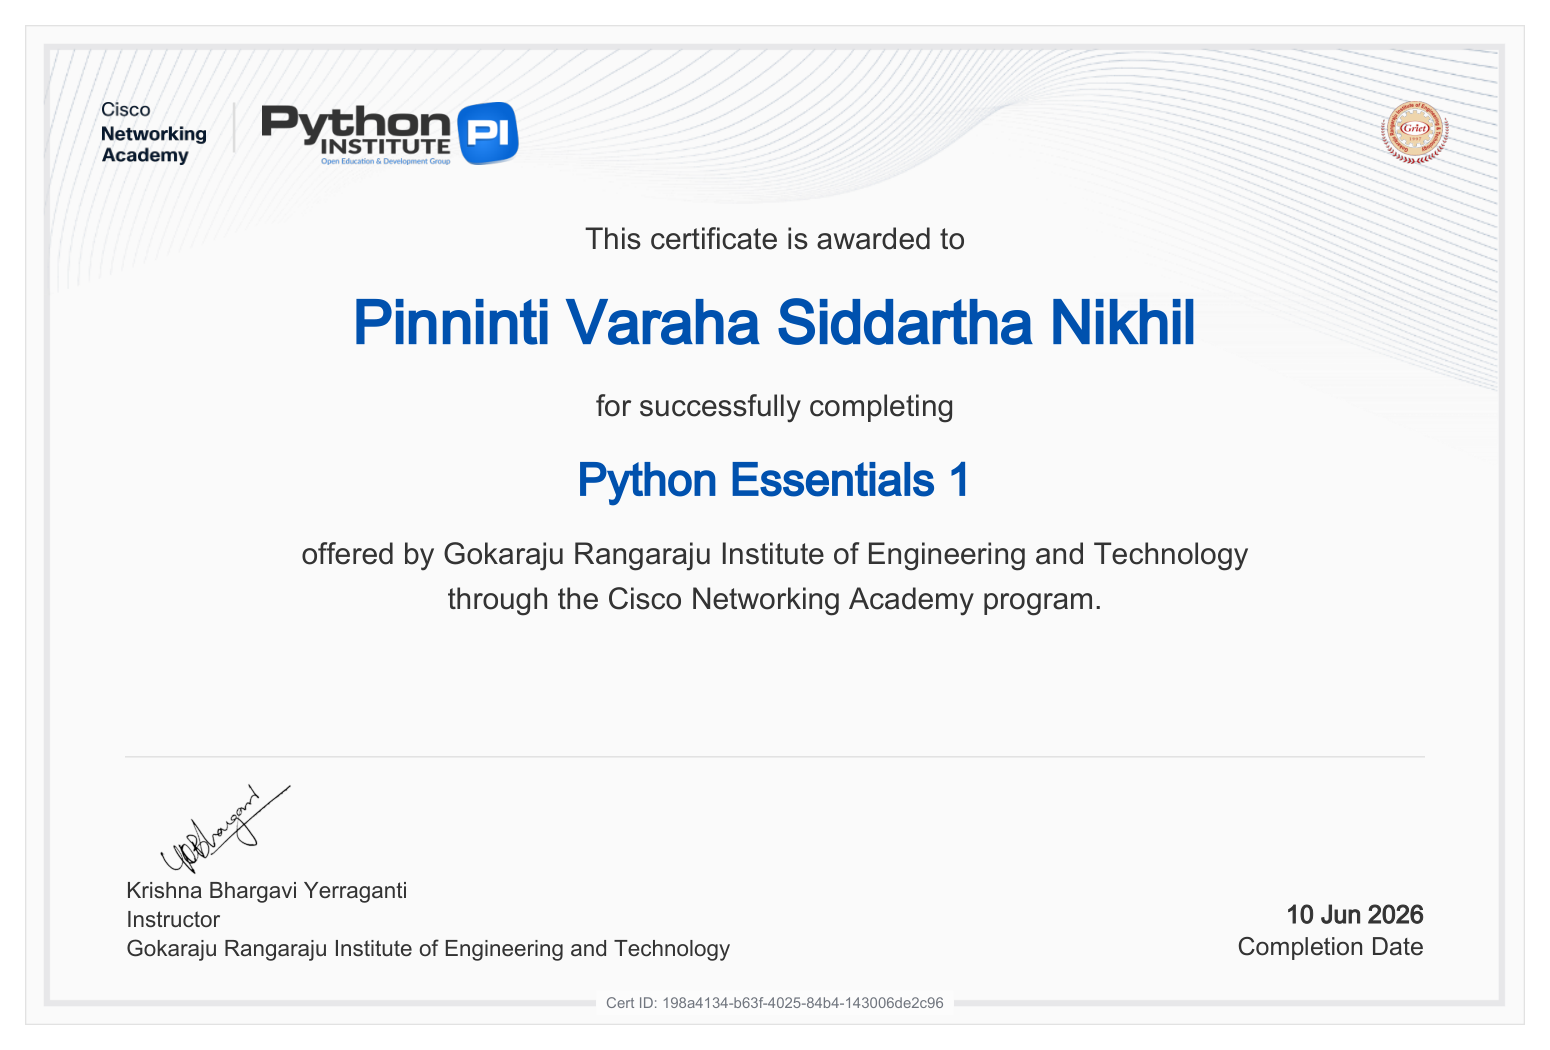 Cisco
Networking
Academy
Python
INSTITUTE
Open Education & Development Group
PI
Griet
1997
This certificate is awarded to
Pinninti Varaha Siddartha Nikhil
for successfully completing
Python Essentials 1
offered by Gokaraju Rangaraju Institute of Engineering and Technology
through the Cisco Networking Academy program.
Krishna Bhargavi Yerraganti
Instructor
Gokaraju Rangaraju Institute of Engineering and Technology
10 Jun 2026
Completion Date
Cert ID: 198a4134-b63f-4025-84b4-143006de2c96